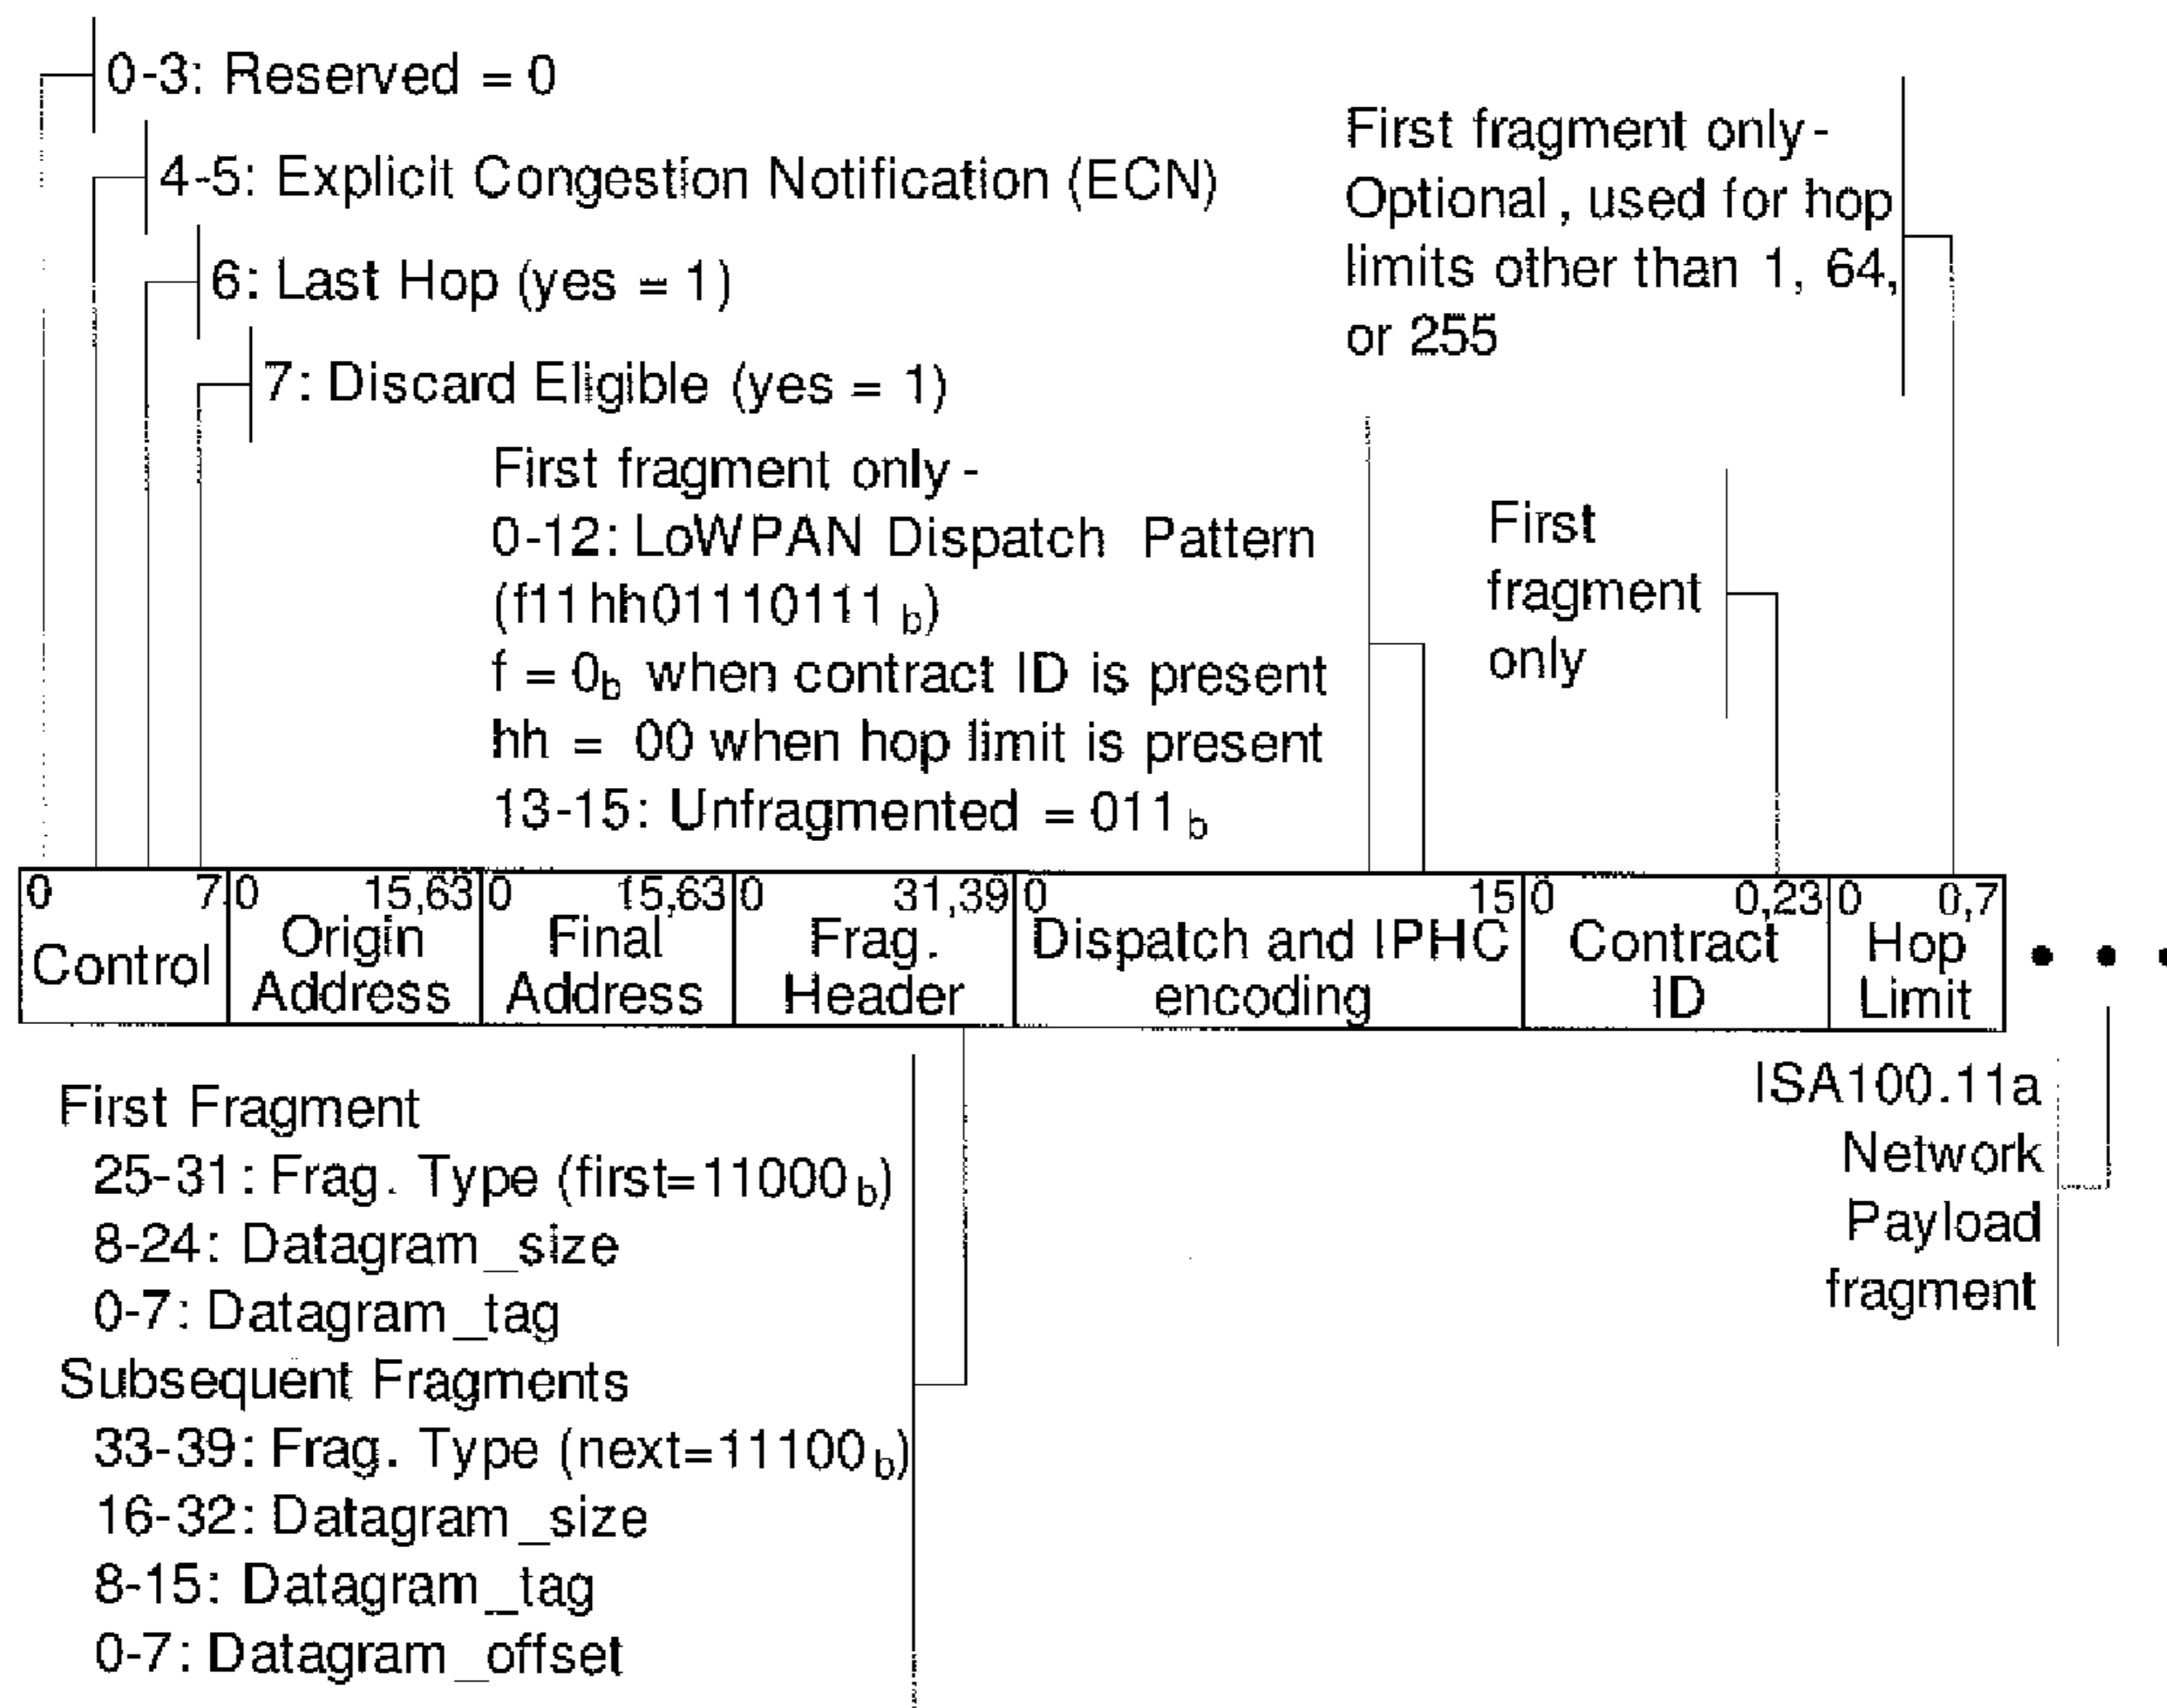 0-3: Reserved = 0
4-5: Explicit Congestion Notification (ECN)
6: Last Hop (yes = 1)
7: Discard Eligible (yes = 1)
First fragment only-
Optional, used for hop
limits other than 1, 64,
or 255
First fragment only-
0-12: LoWPAN Dispatch Pattern
(f11hh01110111b)
f = 0b when contract ID is present
hh = 00 when hop limit is present
13-15: Unfragmented = 011b
First
fragment
only
0 7 0 15,63 0 15,63 0 31,39 0 15 0 0,23 0 0,7
Control
Origin
Address
Final
Address
Frag.
Header
Dispatch and IPHC
encoding
Contract
ID
Hop
Limit
• • •
First Fragment
25-31: Frag. Type (first=11000b)
8-24: Datagram_size
0-7: Datagram_tag
Subsequent Fragments
33-39: Frag. Type (next=11100b)
16-32: Datagram_size
8-15: Datagram_tag
0-7: Datagram_offset
ISA100.11a
Network
Payload
fragment